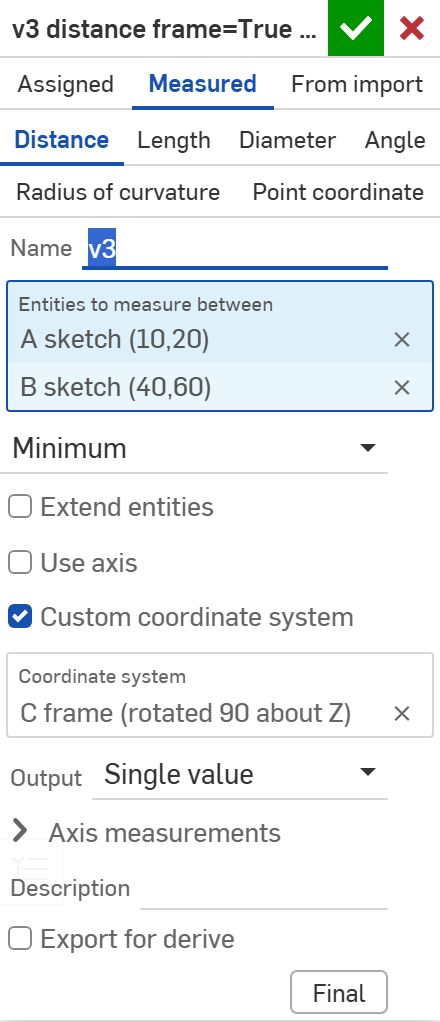 v3 distance frame=True ...
Assigned Measured From import
Distance Length Diameter Angle
Radius of curvature Point coordinate
Name v3
Entities to measure between
A sketch (10,20)
B sketch (40,60)
Minimum
Extend entities
Use axis
Custom coordinate system
Coordinate system
C frame (rotated 90 about Z)
Output Single value
Axis measurements
Description
Export for derive
Final